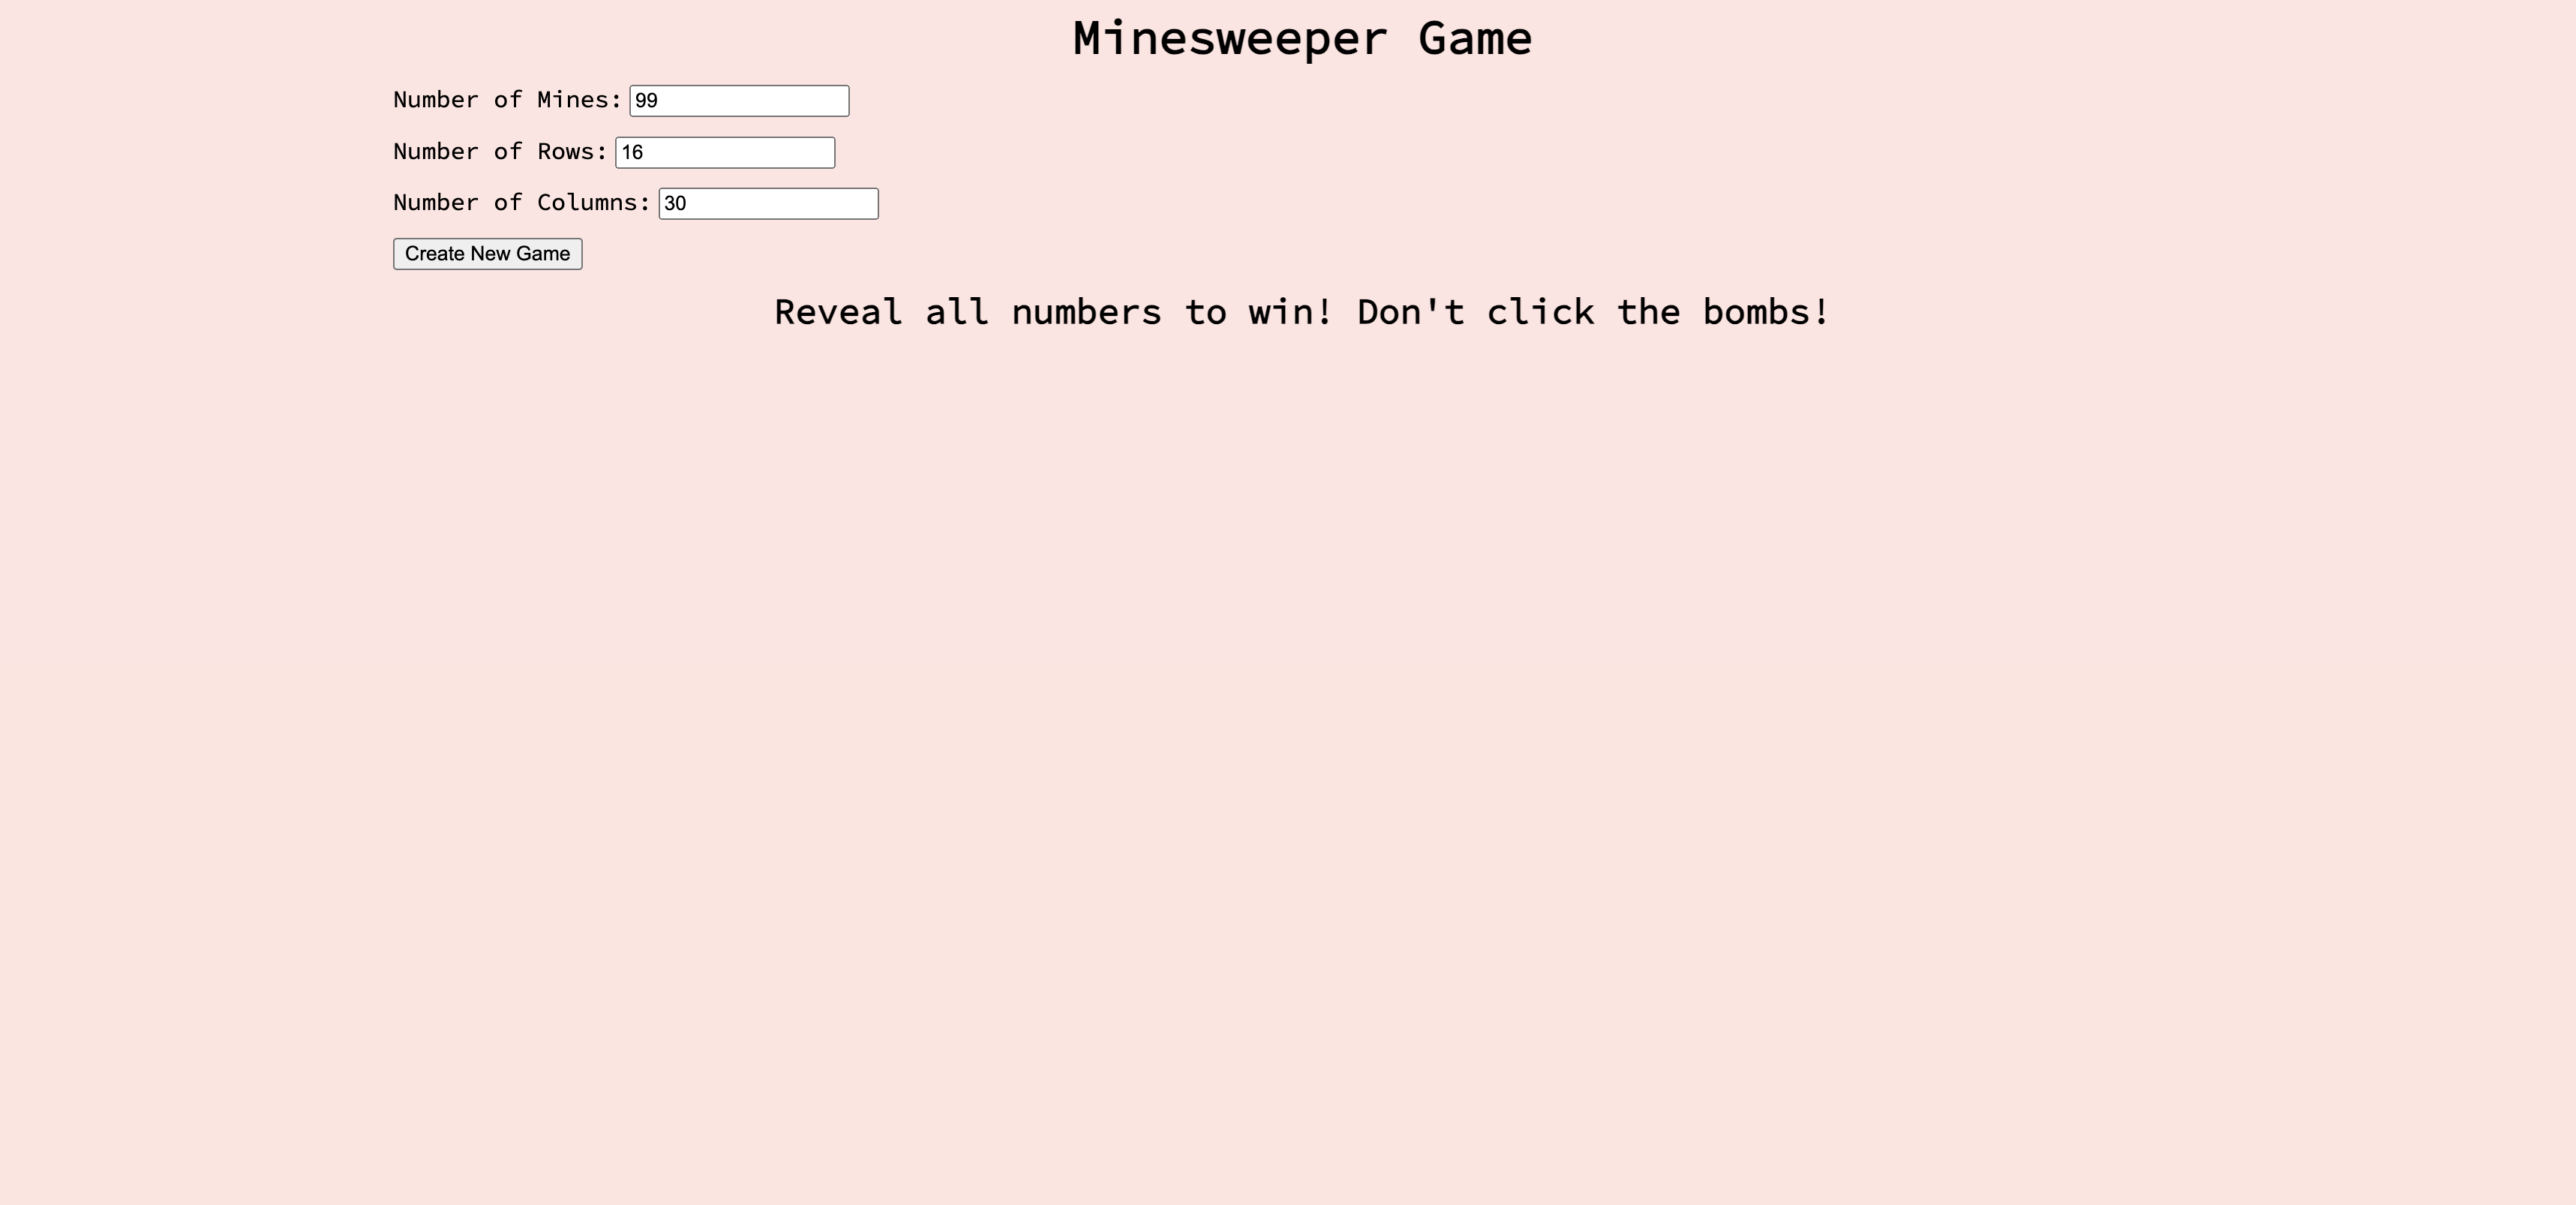 Minesweeper Game
Number of Mines: 99
Number of Rows: 16
Number of Columns: 30
Create New Game
Reveal all numbers to win! Don't click the bombs!